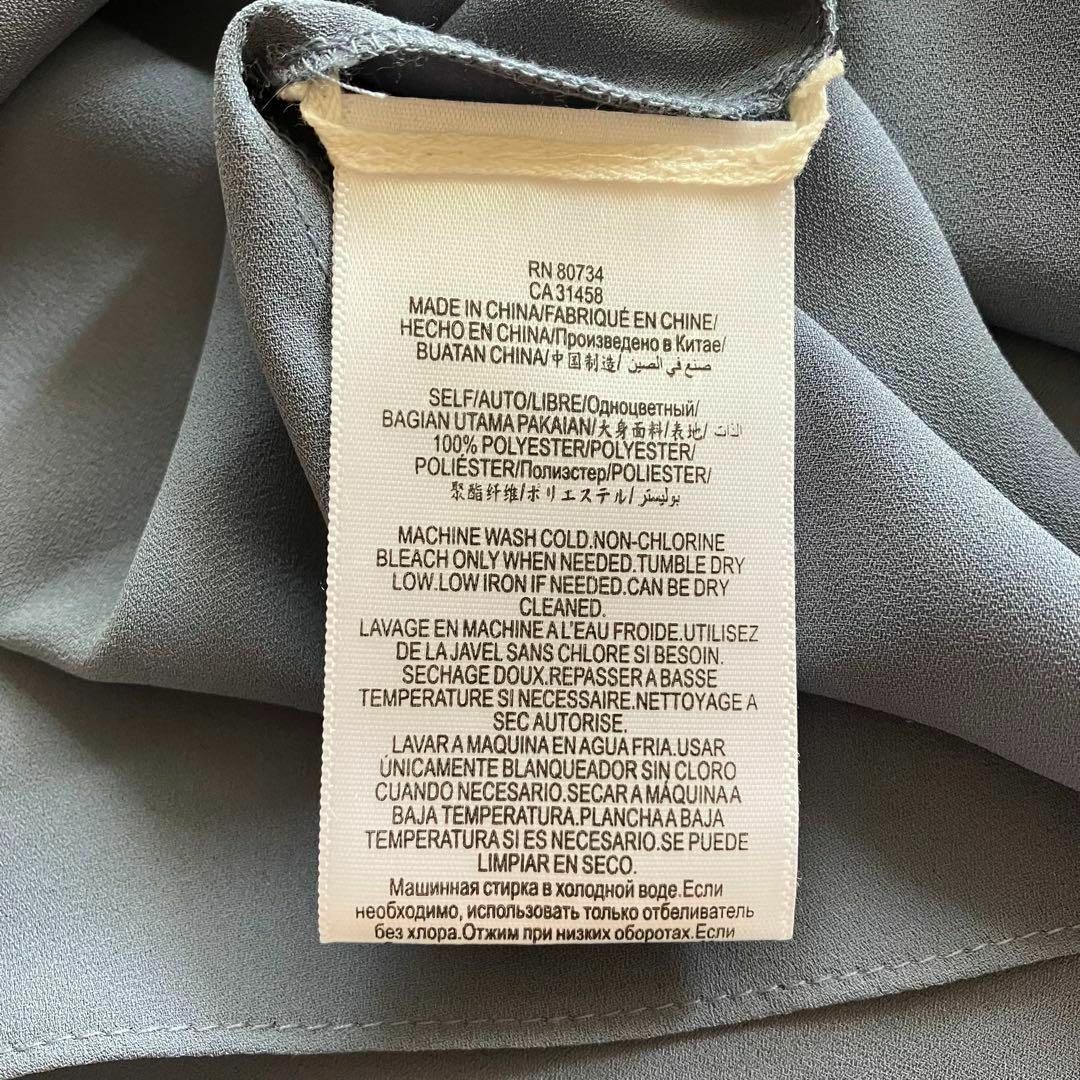 RN 80734
CA 31458
MADE IN CHINA/FABRIQUÉ EN CHINE/
HECHO EN CHINA/Произведено в Китае/
BUATAN CHINA/中国制造/ صنع في الصين
SELF/AUTO/LIBRE/Одноцветный/
BAGIAN UTAMA PAKAIAN/大身面料/表地/ الذات
100% POLYESTER/POLYESTER/
POLIÉSTER/Полиэстер/POLIESTER/
聚酯纤维/ポリエステル/ بوليستر
MACHINE WASH COLD.NON-CHLORINE
BLEACH ONLY WHEN NEEDED.TUMBLE DRY
LOW.LOW IRON IF NEEDED.CAN BE DRY
CLEANED.
LAVAGE EN MACHINE A L'EAU FROIDE.UTILISEZ
DE LA JAVEL SANS CHLORE SI BESOIN.
SECHAGE DOUX.REPASSER A BASSE
TEMPERATURE SI NECESSAIRE.NETTOYAGE A
SEC AUTORISE.
LAVAR A MAQUINA EN AGUA FRIA.USAR
ÚNICAMENTE BLANQUEADOR SIN CLORO
CUANDO NECESARIO.SECAR A MÁQUINA A
BAJA TEMPERATURA.PLANCHA A BAJA
TEMPERATURA SI ES NECESARIO.SE PUEDE
LIMPIAR EN SECO.
Машинная стирка в холодной воде.Если
необходимо, использовать только отбеливатель
без хлора.Отжим при низких оборотах.Если